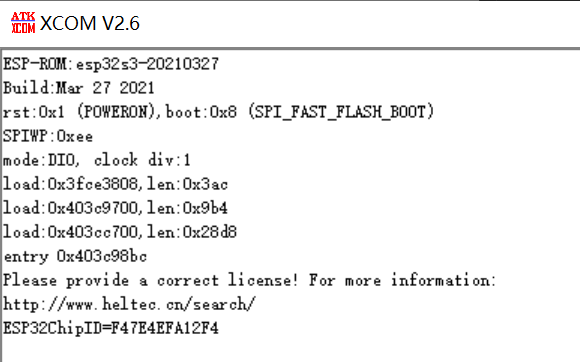 ATK
XCOM
XCOM V2.6
ESP-ROM:esp32s3-20210327
Build:Mar 27 2021
rst:0x1 (POWERON),boot:0x8 (SPI_FAST_FLASH_BOOT)
SPIWP:0xee
mode:DIO, clock div:1
load:0x3fce3808,len:0x3ac
load:0x403c9700,len:0x9b4
load:0x403cc700,len:0x28d8
entry 0x403c98bc
Please provide a correct license! For more information:
http://www.heltec.cn/search/
ESP32ChipID=F47E4EFA12F4